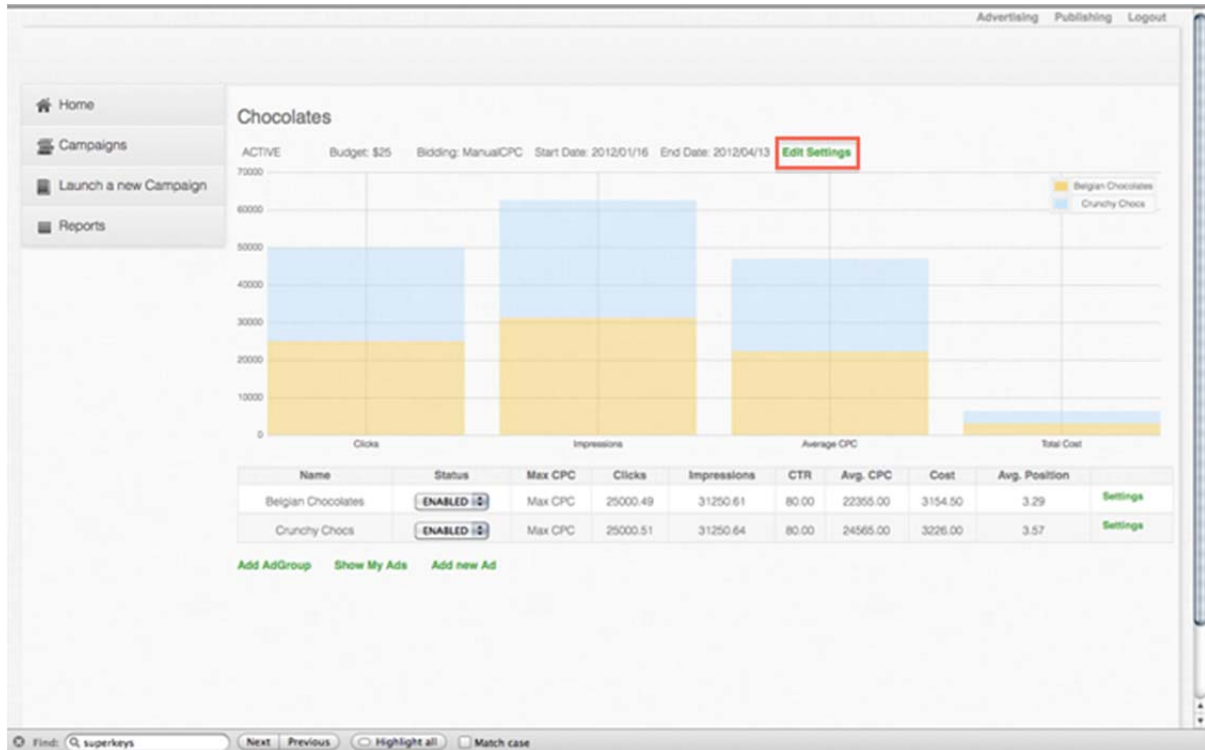 Advertising Publishing Logout
Home
Campaigns
Launch a new Campaign
Reports
Chocolates
ACTIVE Budget: $25 Bidding: ManualCPC Start Date: 2012/01/16 End Date: 2012/04/13 Edit Settings
70000
60000
50000
40000
30000
20000
10000
0
Belgian Chocolates
Crunchy Chocs
Clicks Impressions Average CPC Total Cost
Name Status Max CPC Clicks Impressions CTR Avg. CPC Cost Avg. Position
Belgian Chocolates ENABLED Max CPC 25000.49 31250.61 80.00 22355.00 3154.50 3.29 Settings
Crunchy Chocs ENABLED Max CPC 25000.51 31250.64 80.00 24565.00 3226.00 3.57 Settings
Add AdGroup Show My Ads Add new Ad
Find: superkeys Next Previous Highlight all Match case